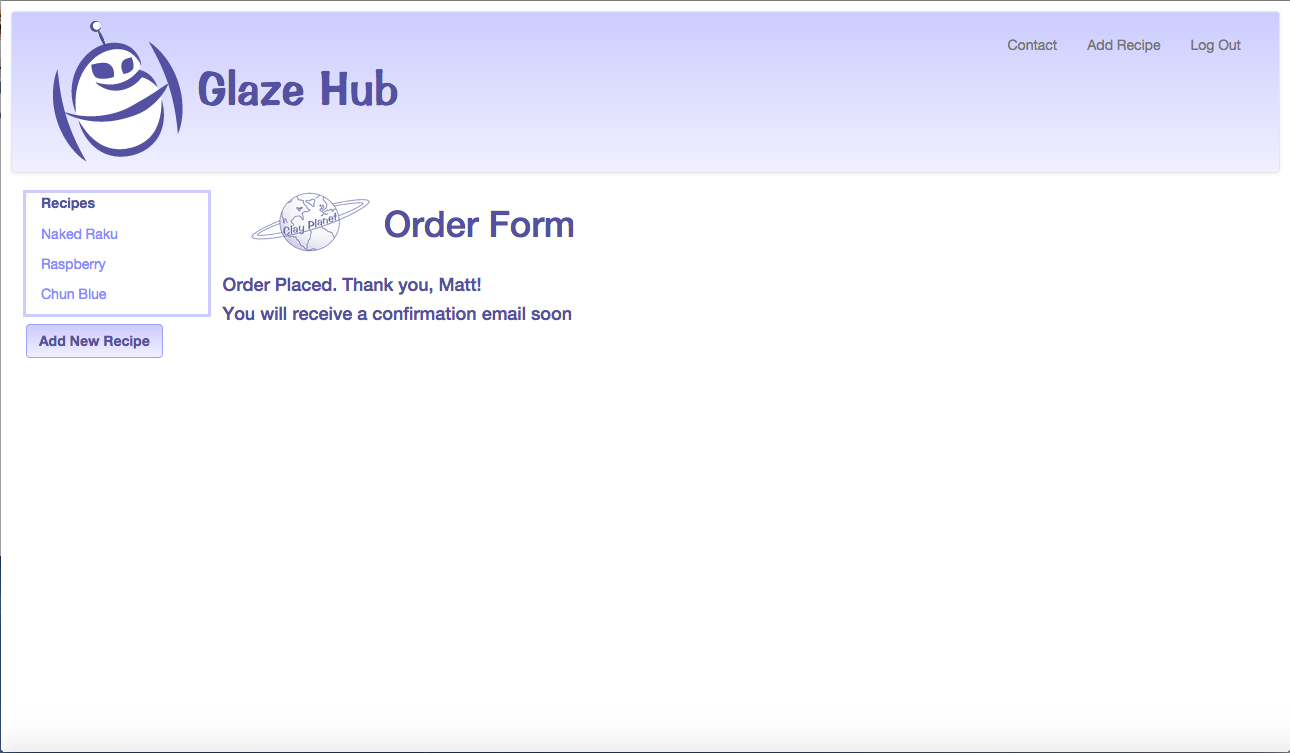 Glaze Hub
Contact Add Recipe Log Out
Recipes
Naked Raku
Raspberry
Chun Blue
Add New Recipe
Clay Planet
Order Form
Order Placed. Thank you, Matt!
You will receive a confirmation email soon